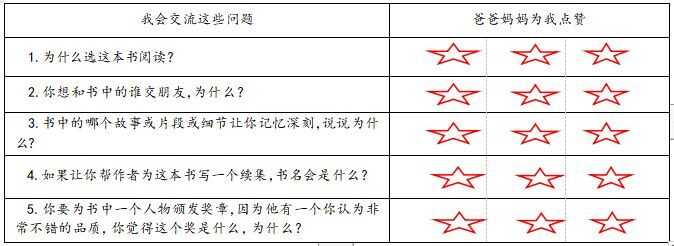 我会交流这些问题
爸爸妈妈为我点赞
1.为什么选这本书阅读?
2.你想和书中的谁交朋友,为什么?
3.书中的哪个故事或片段或细节让你记忆深刻,说说为什
么?
4.如果让你帮作者为这本书写一个续集,书名会是什么?
5.你要为书中一个人物颁发奖章,因为他有一个你认为非
常不错的品质,你觉得这个奖是什么,为什么?